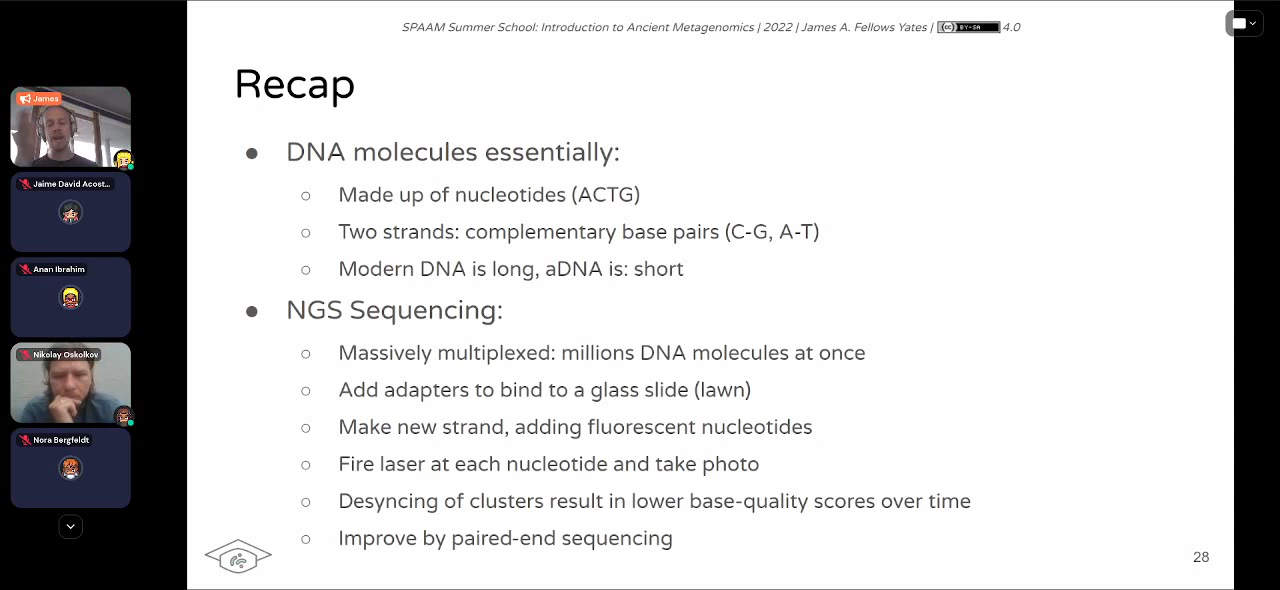 SPAAM Summer School: Introduction to Ancient Metagenomics | 2022 | James A. Fellows Yates | (cc) BY-SA 4.0
Recap
● DNA molecules essentially:
○ Made up of nucleotides (ACTG)
○ Two strands: complementary base pairs (C-G, A-T)
○ Modern DNA is long, aDNA is: short
● NGS Sequencing:
○ Massively multiplexed: millions DNA molecules at once
○ Add adapters to bind to a glass slide (lawn)
○ Make new strand, adding fluorescent nucleotides
○ Fire laser at each nucleotide and take photo
○ Desyncing of clusters result in lower base-quality scores over time
○ Improve by paired-end sequencing
28
James
Jaime David Acost...
Anan Ibrahim
Nikolay Oskolkov
Nora Bergfeldt